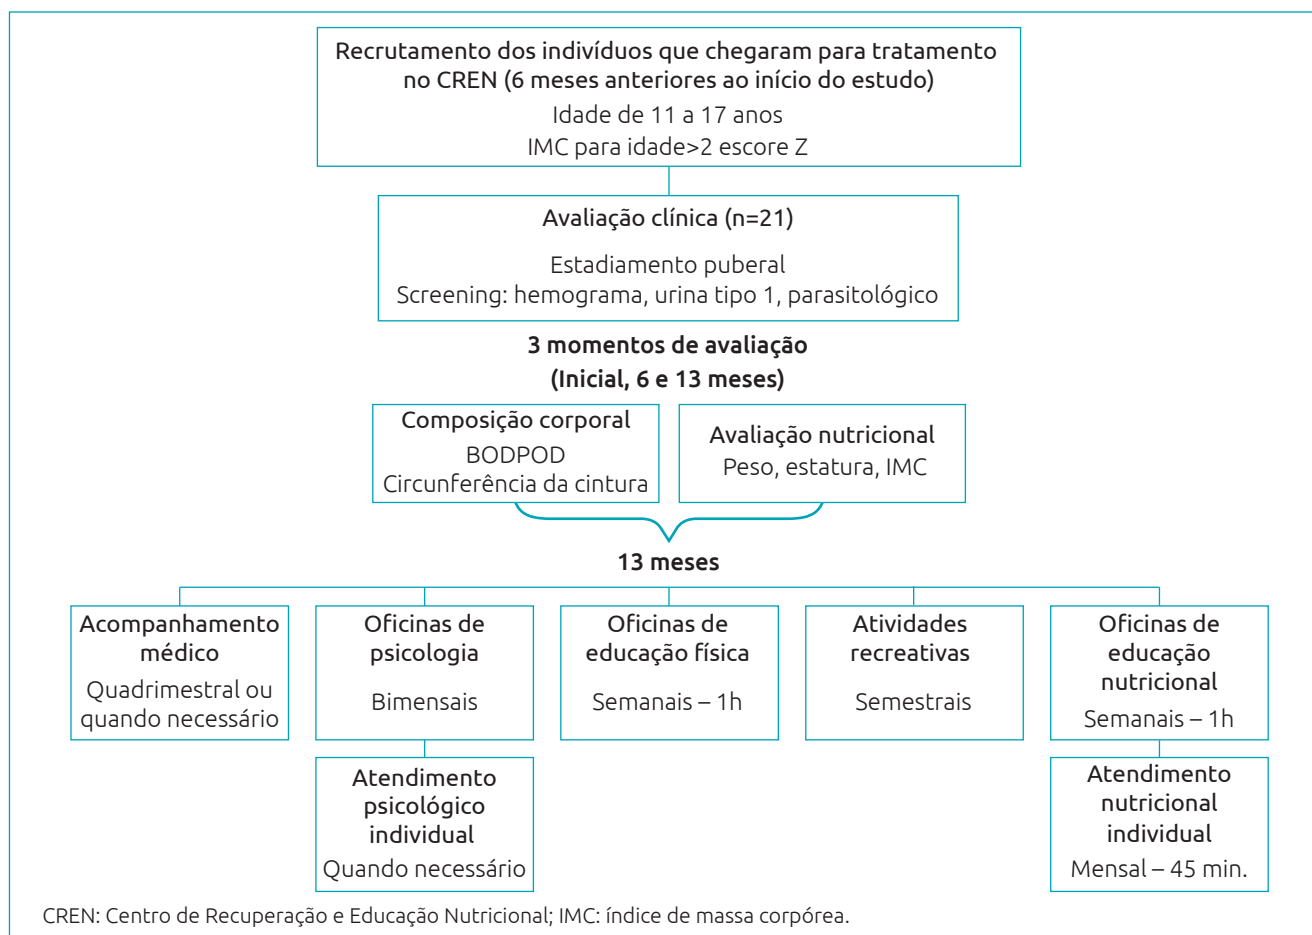 Recrutamento dos indivíduos que chegaram para tratamento
no CREN (6 meses anteriores ao início do estudo)
Idade de 11 a 17 anos
IMC para idade>2 escore Z
Avaliação clínica (n=21)
Estadiamento puberal
Screening: hemograma, urina tipo 1, parasitológico
3 momentos de avaliação
(Inicial, 6 e 13 meses)
Composição corporal
BODPOD
Circunferência da cintura
Avaliação nutricional
Peso, estatura, IMC
13 meses
Acompanhamento
médico
Quadrimestral ou
quando necessário
Oficinas de
psicologia
Bimensais
Oficinas de
educação física
Semanais – 1h
Atividades
recreativas
Semestrais
Oficinas de
educação
nutricional
Semanais – 1h
Atendimento
psicológico
individual
Quando necessário
Atendimento
nutricional
individual
Mensal – 45 min.
CREN: Centro de Recuperação e Educação Nutricional; IMC: índice de massa corpórea.